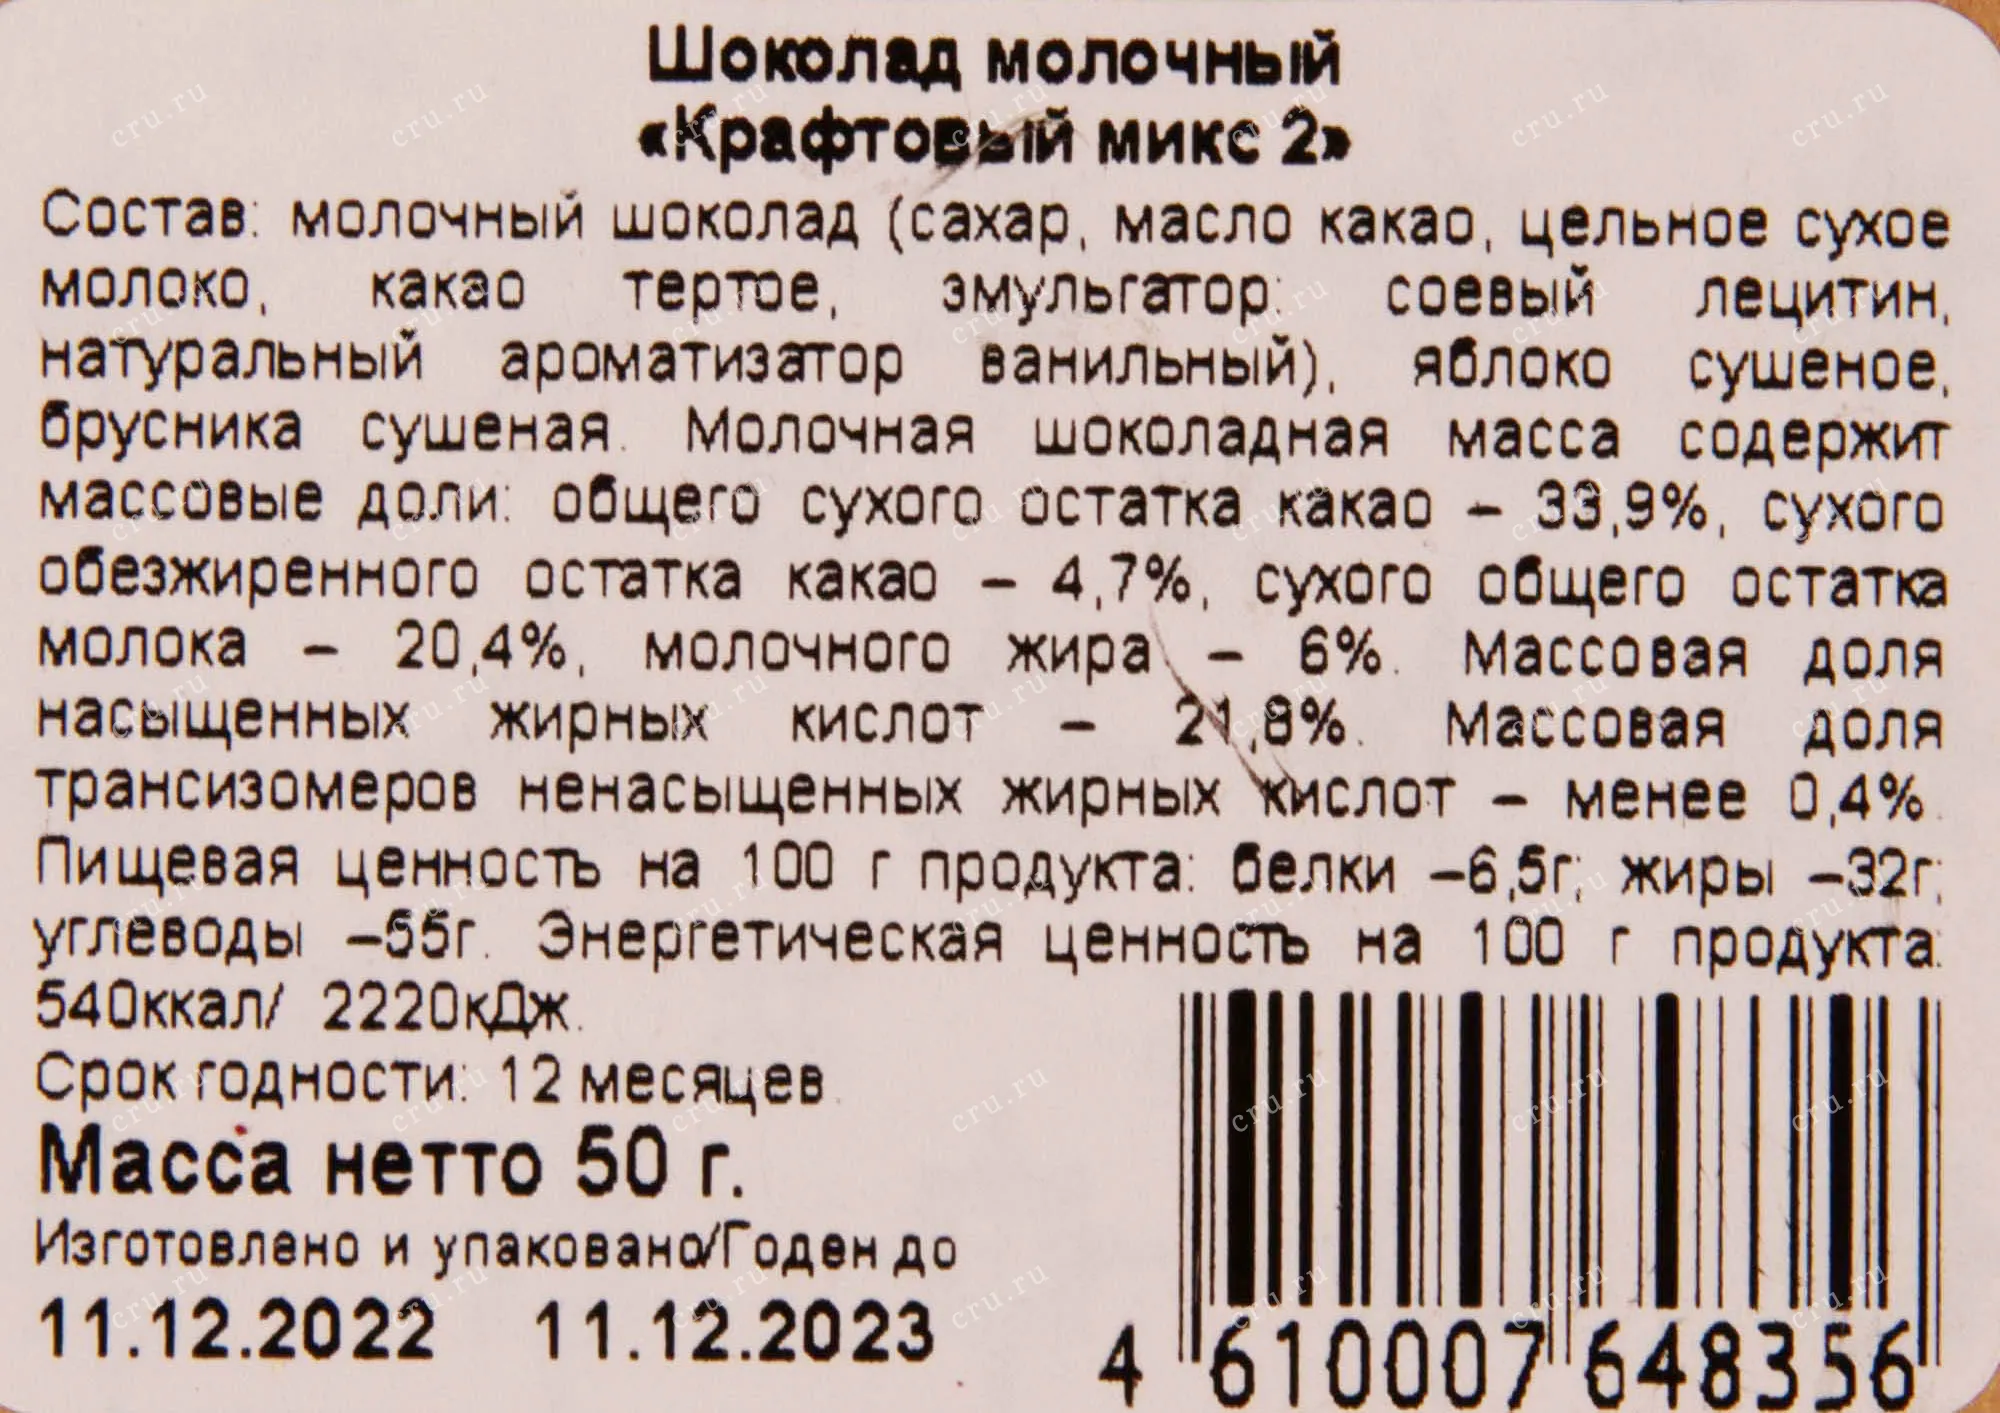 Шоколад молочный
«Крафтовый микс 2»
Состав: молочный шоколад (сахар, масло какао, цельное сухое
молоко, какао тертое, эмульгатор: соевый лецитин,
натуральный ароматизатор ванильный), яблоко сушеное,
брусника сушеная. Молочная шоколадная масса содержит
массовые доли: общего сухого остатка какао – 33,9%, сухого
обезжиренного остатка какао – 4,7%, сухого общего остатка
молока – 20,4%, молочного жира – 6%. Массовая доля
насыщенных жирных кислот – 21,8%. Массовая доля
трансизомеров ненасыщенных жирных кислот – менее 0,4%.
Пищевая ценность на 100 г продукта: белки –6,5г; жиры –32г;
углеводы –55г. Энергетическая ценность на 100 г продукта:
540ккал/ 2220кДж.
Срок годности: 12 месяцев.
Масса нетто 50 г.
Изготовлено и упаковано/Годен до
11.12.2022 11.12.2023
4 610007 648356
cru.ru